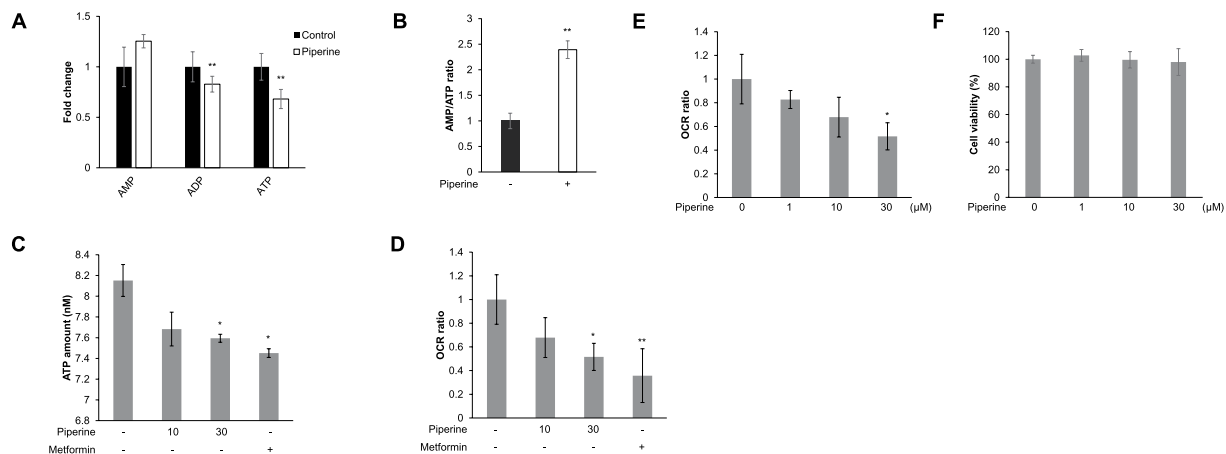 A
Fold change
1.5
1
0.5
0
Control
Piperine
**
**
AMP
ADP
ATP
B
AMP/ATP ratio
3
2.5
2
1.5
1
0.5
0
**
Piperine - +
E
OCR ratio
1.4
1.2
1
0.8
0.6
0.4
0.2
0
*
Piperine 0 1 10 30 (μM)
F
Cell viability (%)
120
100
80
60
40
20
0
Piperine 0 1 10 30 (μM)
C
ATP amount (nM)
8.4
8.2
8
7.8
7.6
7.4
7.2
7
6.8
*
*
Piperine - 10 30 -
Metformin - - - +
D
OCR ratio
1.4
1.2
1
0.8
0.6
0.4
0.2
0
*
**
Piperine - 10 30 -
Metformin - - - +